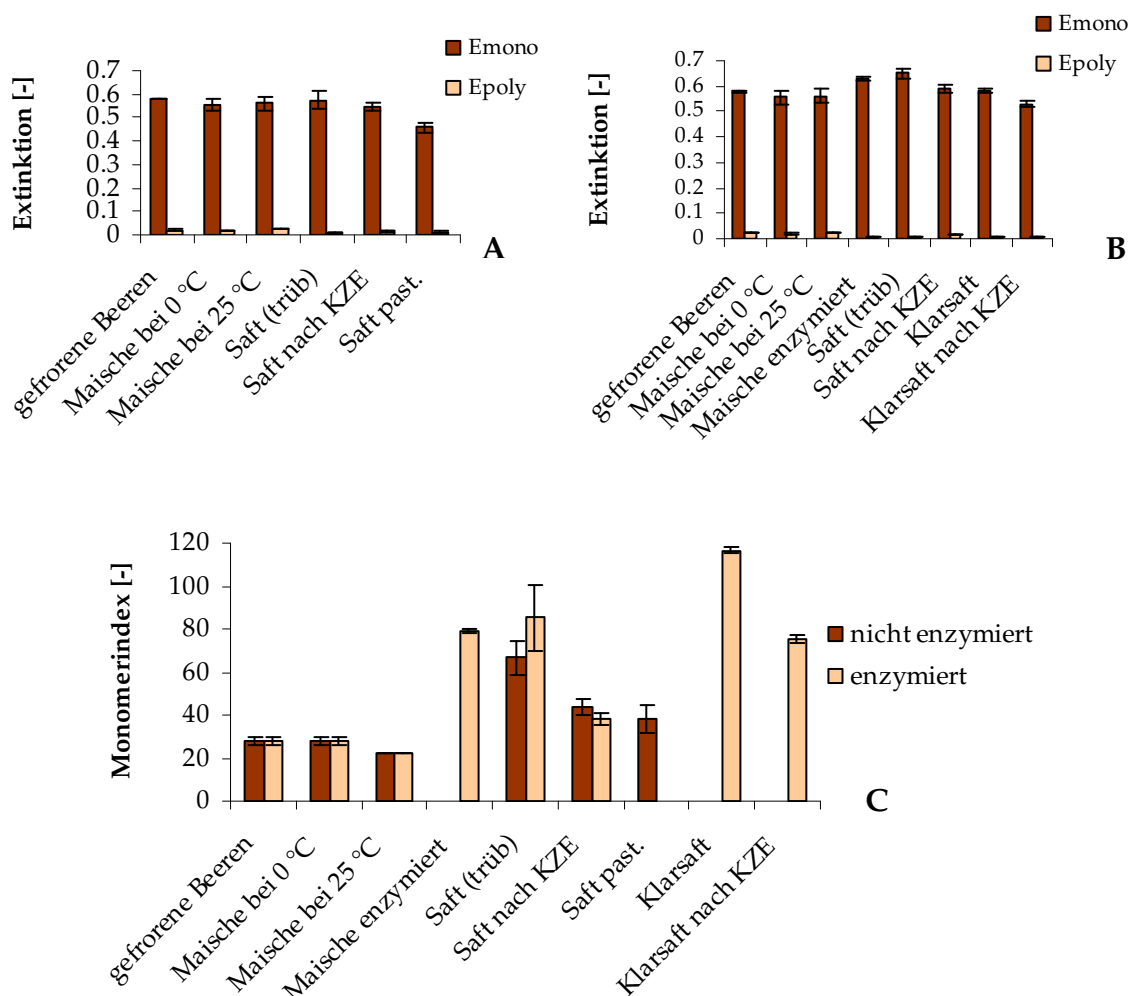 Emono
Epoly
Extinktion [-]
0.7
0.6
0.5
0.4
0.3
0.2
0.1
0
gefrorene Beeren
Maische bei 0 °C
Maische bei 25 °C
Saft (trüb)
Saft nach KZE
Saft past.
A
Emono
Epoly
Extinktion [-]
0.7
0.6
0.5
0.4
0.3
0.2
0.1
0
gefrorene Beeren
Maische bei 0 °C
Maische bei 25 °C
Maische enzymiert
Saft (trüb)
Saft nach KZE
Klarsaft
Klarsaft nach KZE
B
Monomerindex [-]
120
100
80
60
40
20
0
gefrorene Beeren
Maische bei 0 °C
Maische bei 25 °C
Maische enzymiert
Saft (trüb)
Saft nach KZE
Saft past.
Klarsaft
Klarsaft nach KZE
nicht enzymiert
enzymiert
C